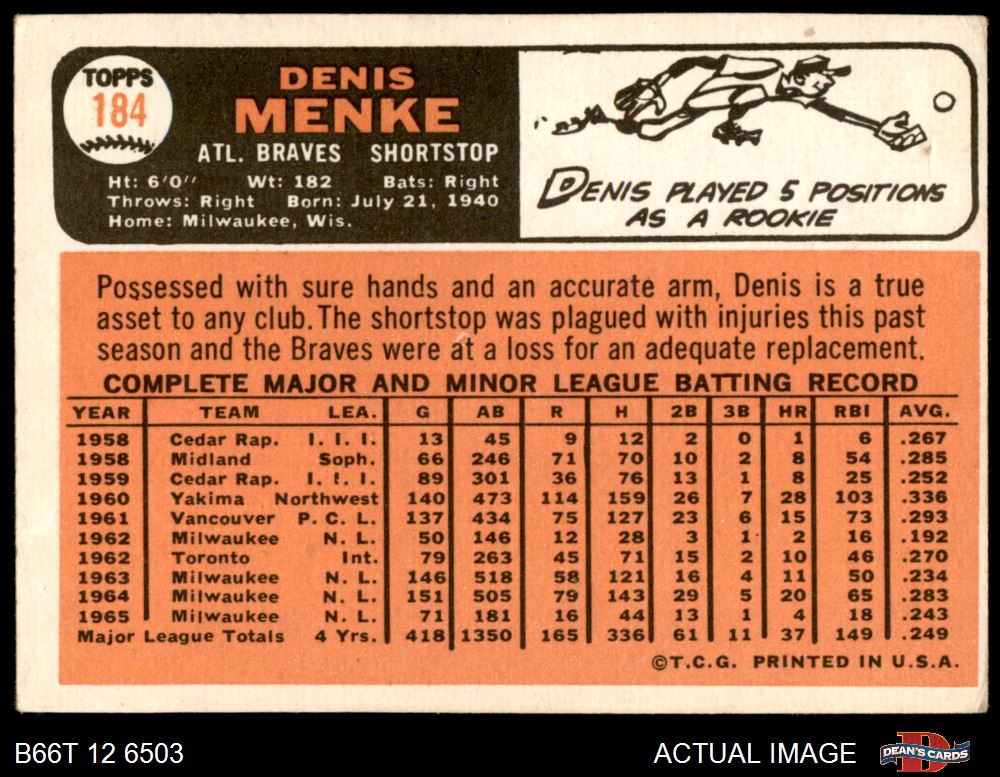 TOPPS
184
DENIS
MENKE
ATL. BRAVES SHORTSTOP
Ht: 6'0" Wt: 182 Bats: Right
Throws: Right Born: July 21, 1940
Home: Milwaukee, Wis.
DENIS PLAYED 5 POSITIONS
AS A ROOKIE
Possessed with sure hands and an accurate arm, Denis is a true
asset to any club. The shortstop was plagued with injuries this past
season and the Braves were at a loss for an adequate replacement.
COMPLETE MAJOR AND MINOR LEAGUE BATTING RECORD
YEAR TEAM LEA. G AB R H 2B 3B HR RBI AVG.
1958 Cedar Rap. I. I. I. 13 45 9 12 2 0 1 6 .267
1958 Midland Soph. 66 246 71 70 10 2 8 54 .285
1959 Cedar Rap. I. I. I. 89 301 36 76 13 1 8 25 .252
1960 Yakima Northwest 140 473 114 159 26 7 28 103 .336
1961 Vancouver P. C. L. 137 434 75 127 23 6 15 73 .293
1962 Milwaukee N. L. 50 146 12 28 3 1 2 16 .192
1962 Toronto Int. 79 263 45 71 15 2 10 46 .270
1963 Milwaukee N. L. 146 518 58 121 16 4 11 50 .234
1964 Milwaukee N. L. 151 505 79 143 29 5 20 65 .283
1965 Milwaukee N. L. 71 181 16 44 13 1 4 18 .243
Major League Totals 4 Yrs. 418 1350 165 336 61 11 37 149 .249
©T.C.G. PRINTED IN U.S.A.
B66T 12 6503
ACTUAL IMAGE
DEAN'S CARDS